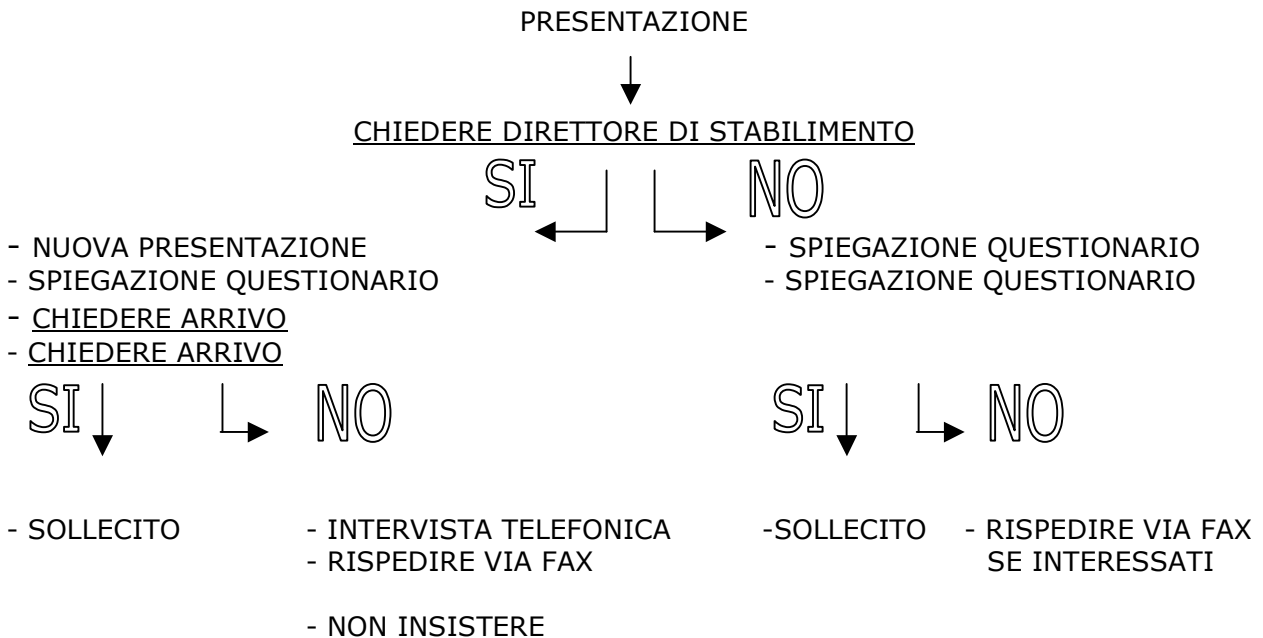 PRESENTAZIONE
CHIEDERE DIRETTORE DI STABILIMENTO
SI NO
- NUOVA PRESENTAZIONE
- SPIEGAZIONE QUESTIONARIO
- CHIEDERE ARRIVO
- CHIEDERE ARRIVO
- SPIEGAZIONE QUESTIONARIO
- SPIEGAZIONE QUESTIONARIO
SI NO
SI NO
- SOLLECITO
- INTERVISTA TELEFONICA
- RISPEDIRE VIA FAX
- NON INSISTERE
-SOLLECITO
- RISPEDIRE VIA FAX
SE INTERESSATI